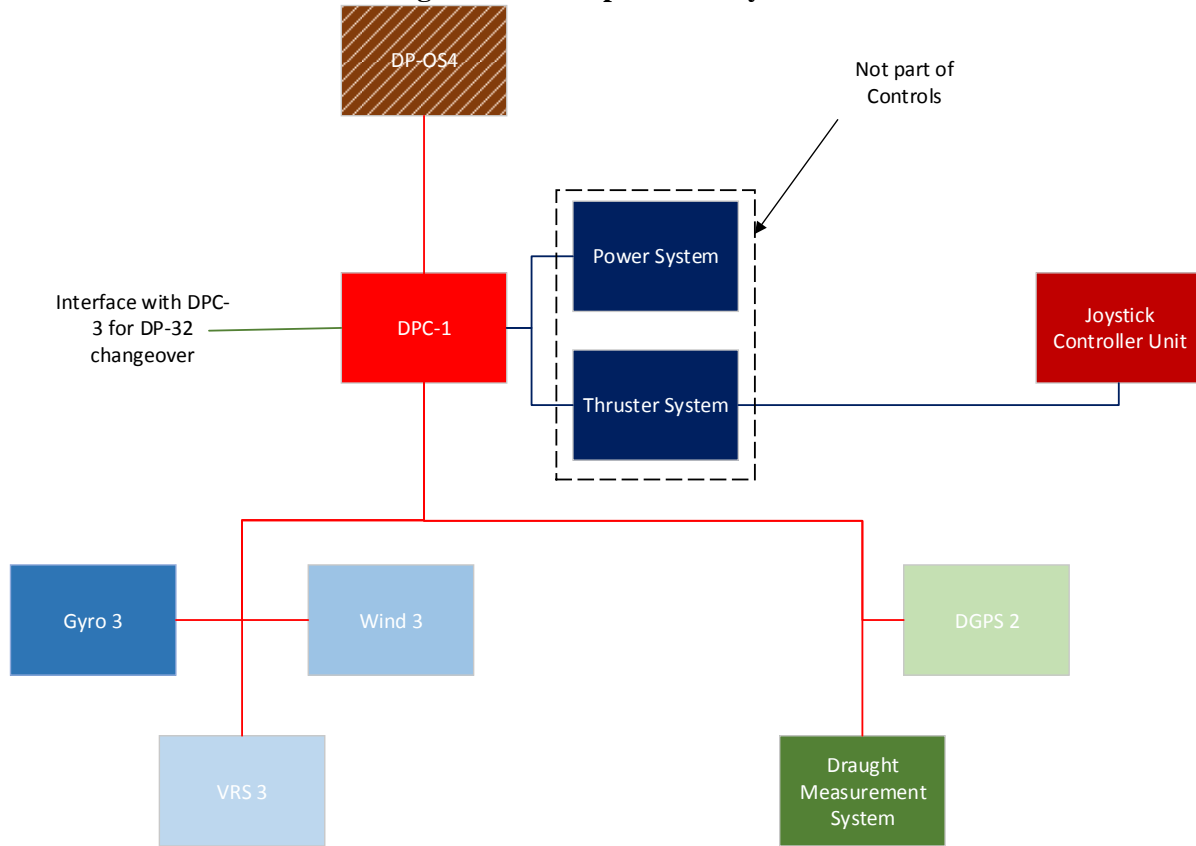 DP-OS4
Not part of
Controls
Power System
Interface with DPC-
3 for DP-32
changeover
DPC-1
Joystick
Controller Unit
Thruster System
Gyro 3
Wind 3
DGPS 2
VRS 3
Draught
Measurement
System